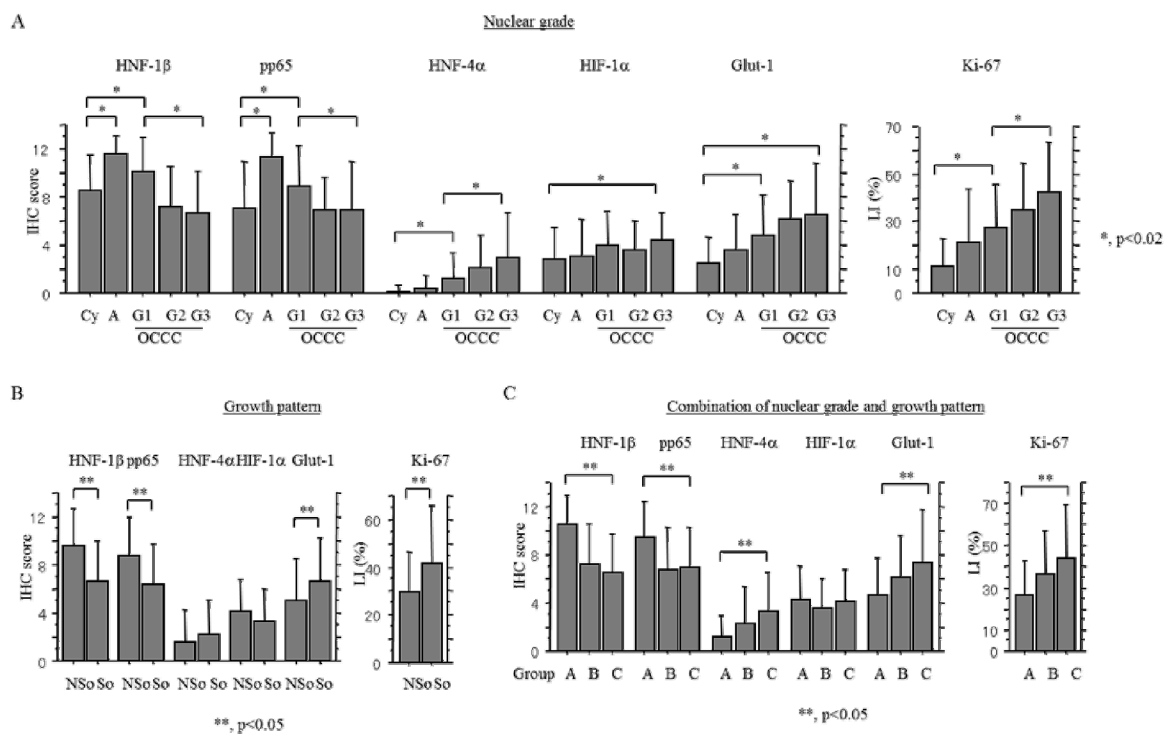 A
Nuclear grade
HNF-1β pp65 HNF-4α HIF-1α Glut-1 Ki-67
* * * * * * * * * * * * *
IHC score
12
8
4
0
LI (%)
70
50
30
10
0
*, p<0.02
Cy A G1 G2 G3 Cy A G1 G2 G3 Cy A G1 G2 G3 Cy A G1 G2 G3 Cy A G1 G2 G3 Cy A G1 G2 G3
OCCC OCCC OCCC OCCC OCCC OCCC
B
Growth pattern
HNF-1β pp65 HNF-4α HIF-1α Glut-1 Ki-67
** ** ** **
IHC score
12
8
4
0
LI (%)
60
40
20
0
NSo So NSo So NSo So NSo So NSo So NSo So
**, p<0.05
C
Combination of nuclear grade and growth pattern
HNF-1β pp65 HNF-4α HIF-1α Glut-1 Ki-67
** ** ** ** **
IHC score
12
8
4
0
LI (%)
70
50
30
10
0
Group A B C A B C A B C A B C A B C A B C
**, p<0.05